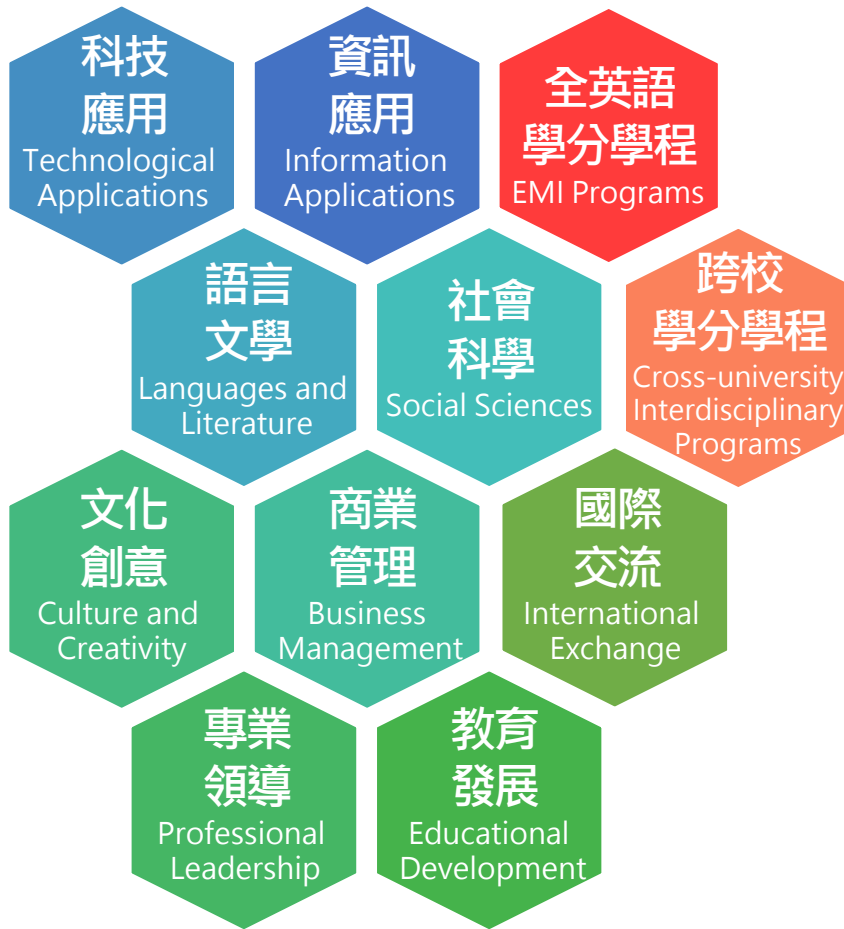 科技
應用
Technological
Applications
資訊
應用
Information
Applications
全英語
學分學程
EMI Programs
語言
文學
Languages and
Literature
社會
科學
Social Sciences
跨校
學分學程
Cross-university
Interdisciplinary
Programs
文化
創意
Culture and
Creativity
商業
管理
Business
Management
國際
交流
International
Exchange
專業
領導
Professional
Leadership
教育
發展
Educational
Development